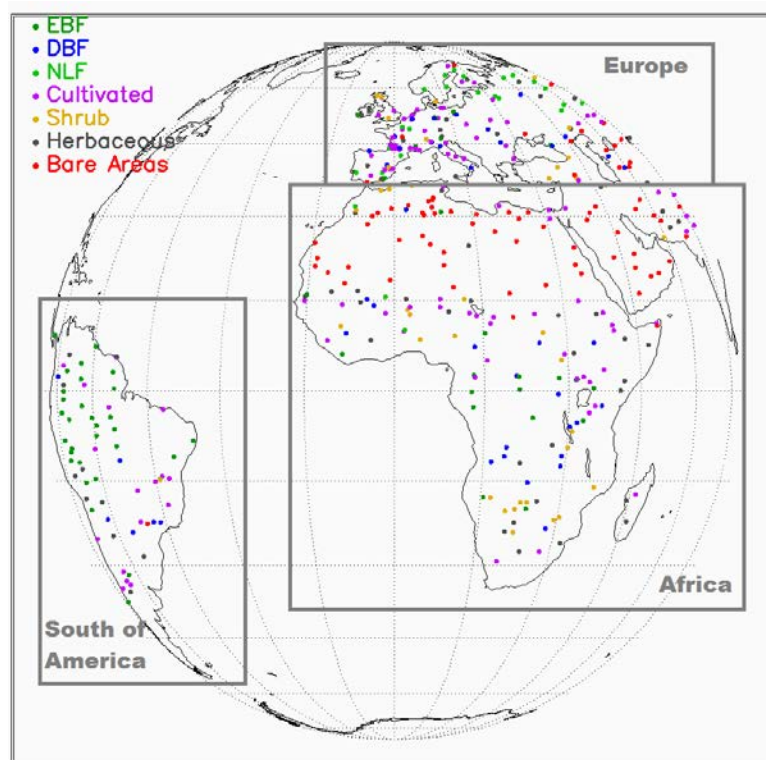 EBF
DBF
NLF
Cultivated
Shrub
Herbaceous
Bare Areas
Europe
Africa
South of
America